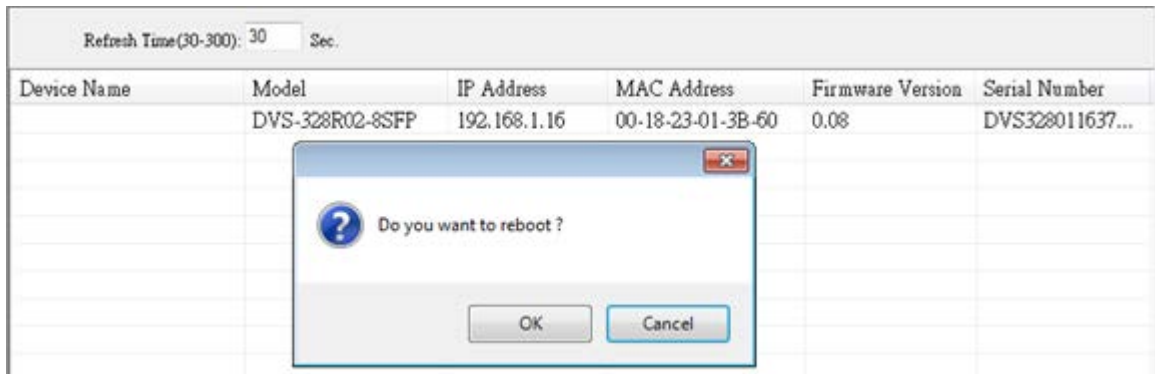 Refresh Time(30-300): 30 Sec.
Device Name Model IP Address MAC Address Firmware Version Serial Number
DVS-328R02-8SFP 192.168.1.16 00-18-23-01-3B-60 0.08 DVS328011637...
Do you want to reboot ?
OK Cancel